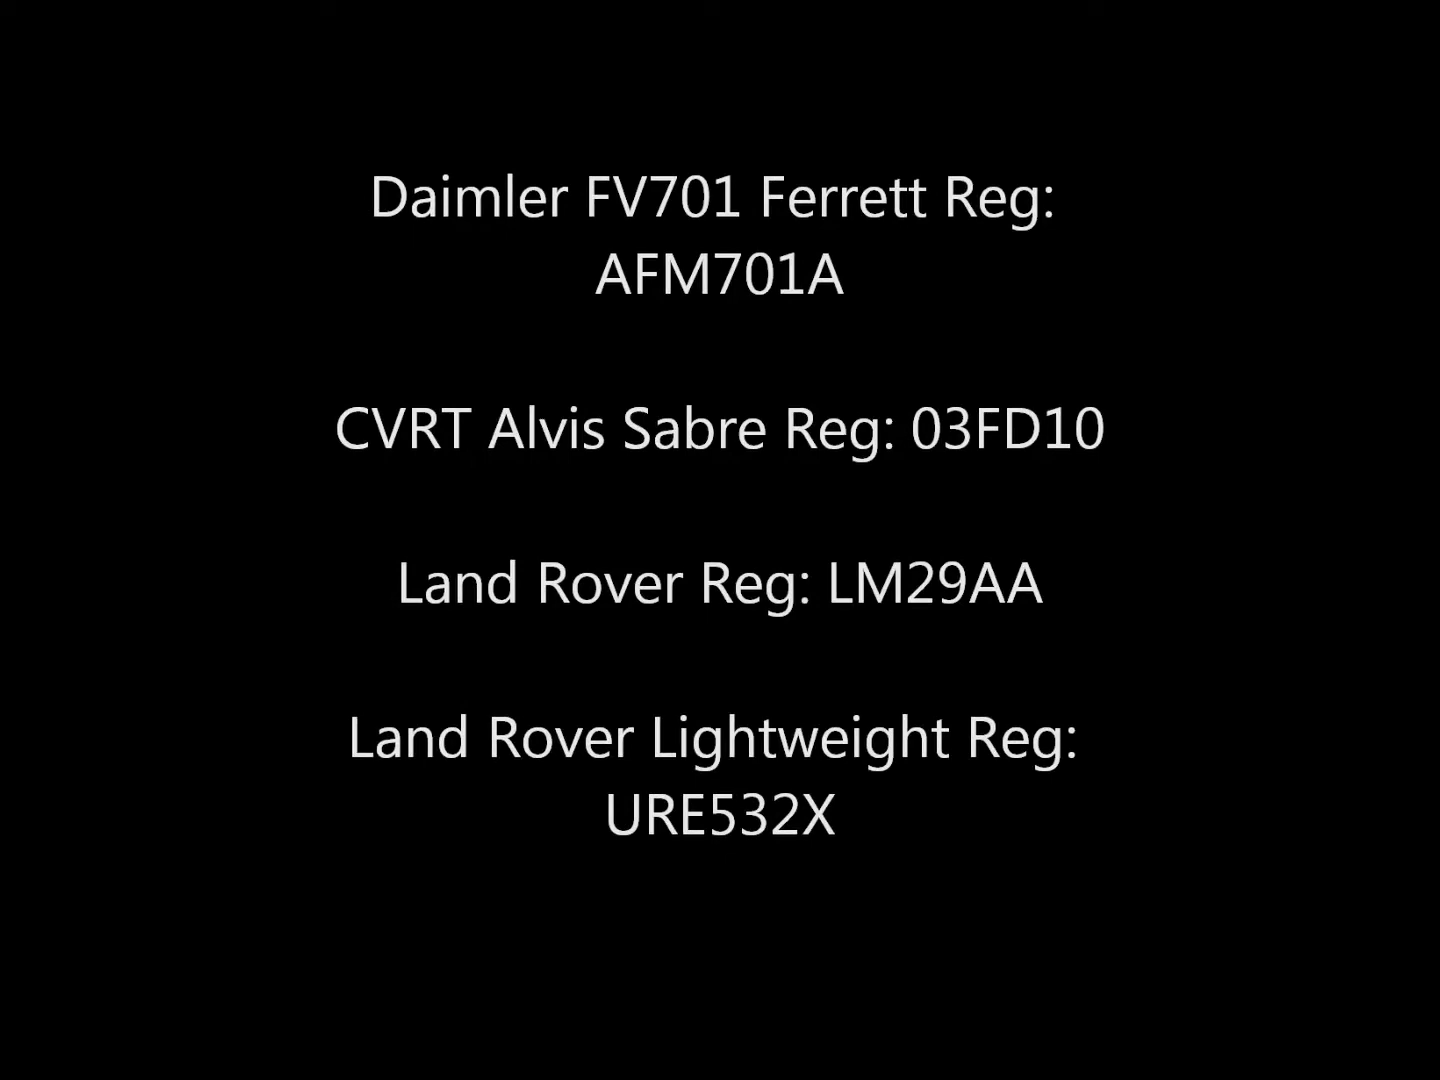 Daimler FV701 Ferrett Reg:
AFM701A
CVRT Alvis Sabre Reg: 03FD10
Land Rover Reg: LM29AA
Land Rover Lightweight Reg:
URE532X